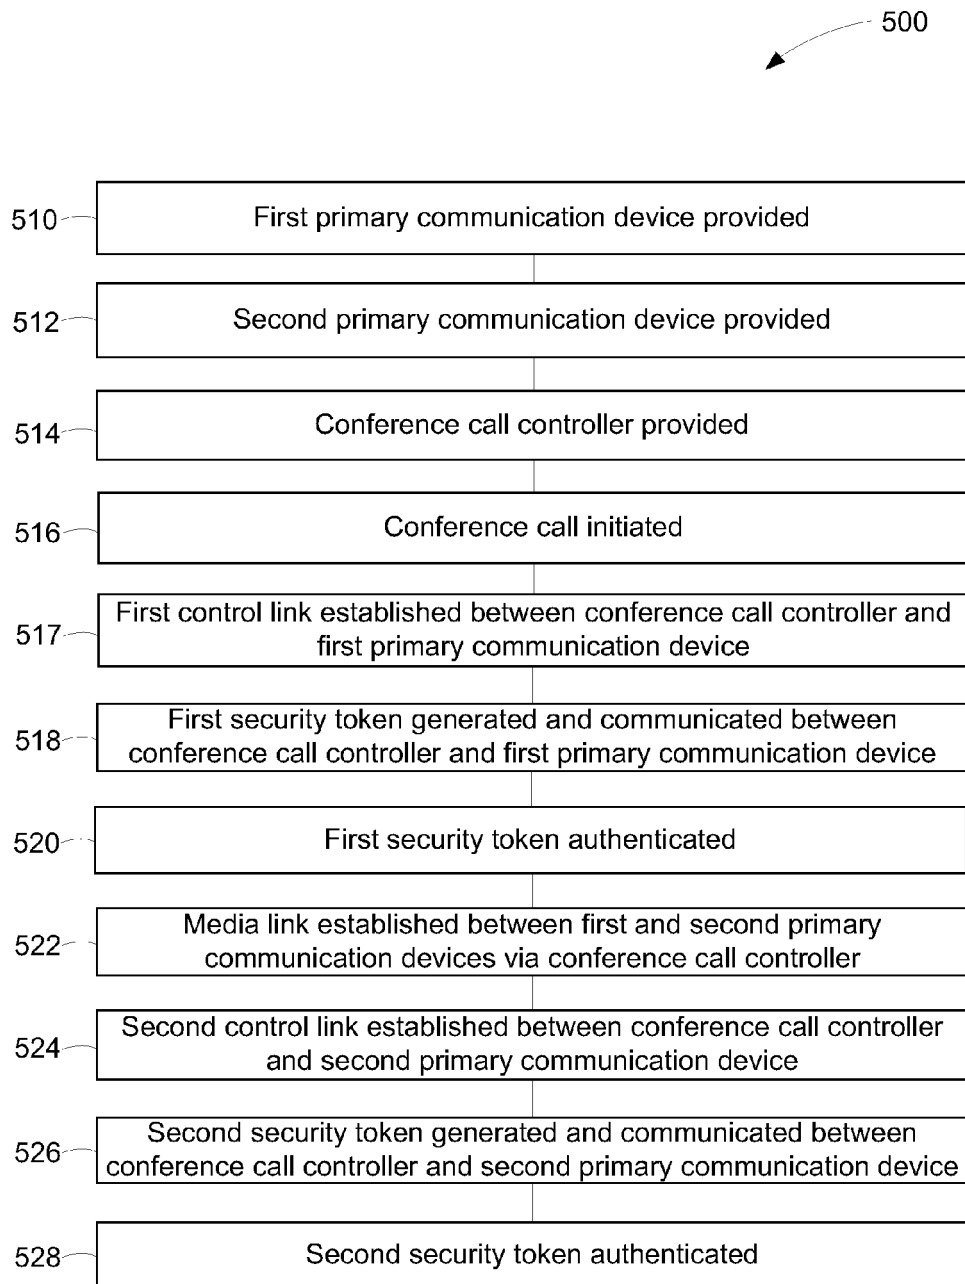 500
510
First primary communication device provided
512
Second primary communication device provided
514
Conference call controller provided
516
Conference call initiated
517
First control link established between conference call controller and
first primary communication device
518
First security token generated and communicated between
conference call controller and first primary communication device
520
First security token authenticated
522
Media link established between first and second primary
communication devices via conference call controller
524
Second control link established between conference call controller
and second primary communication device
526
Second security token generated and communicated between
conference call controller and second primary communication device
528
Second security token authenticated